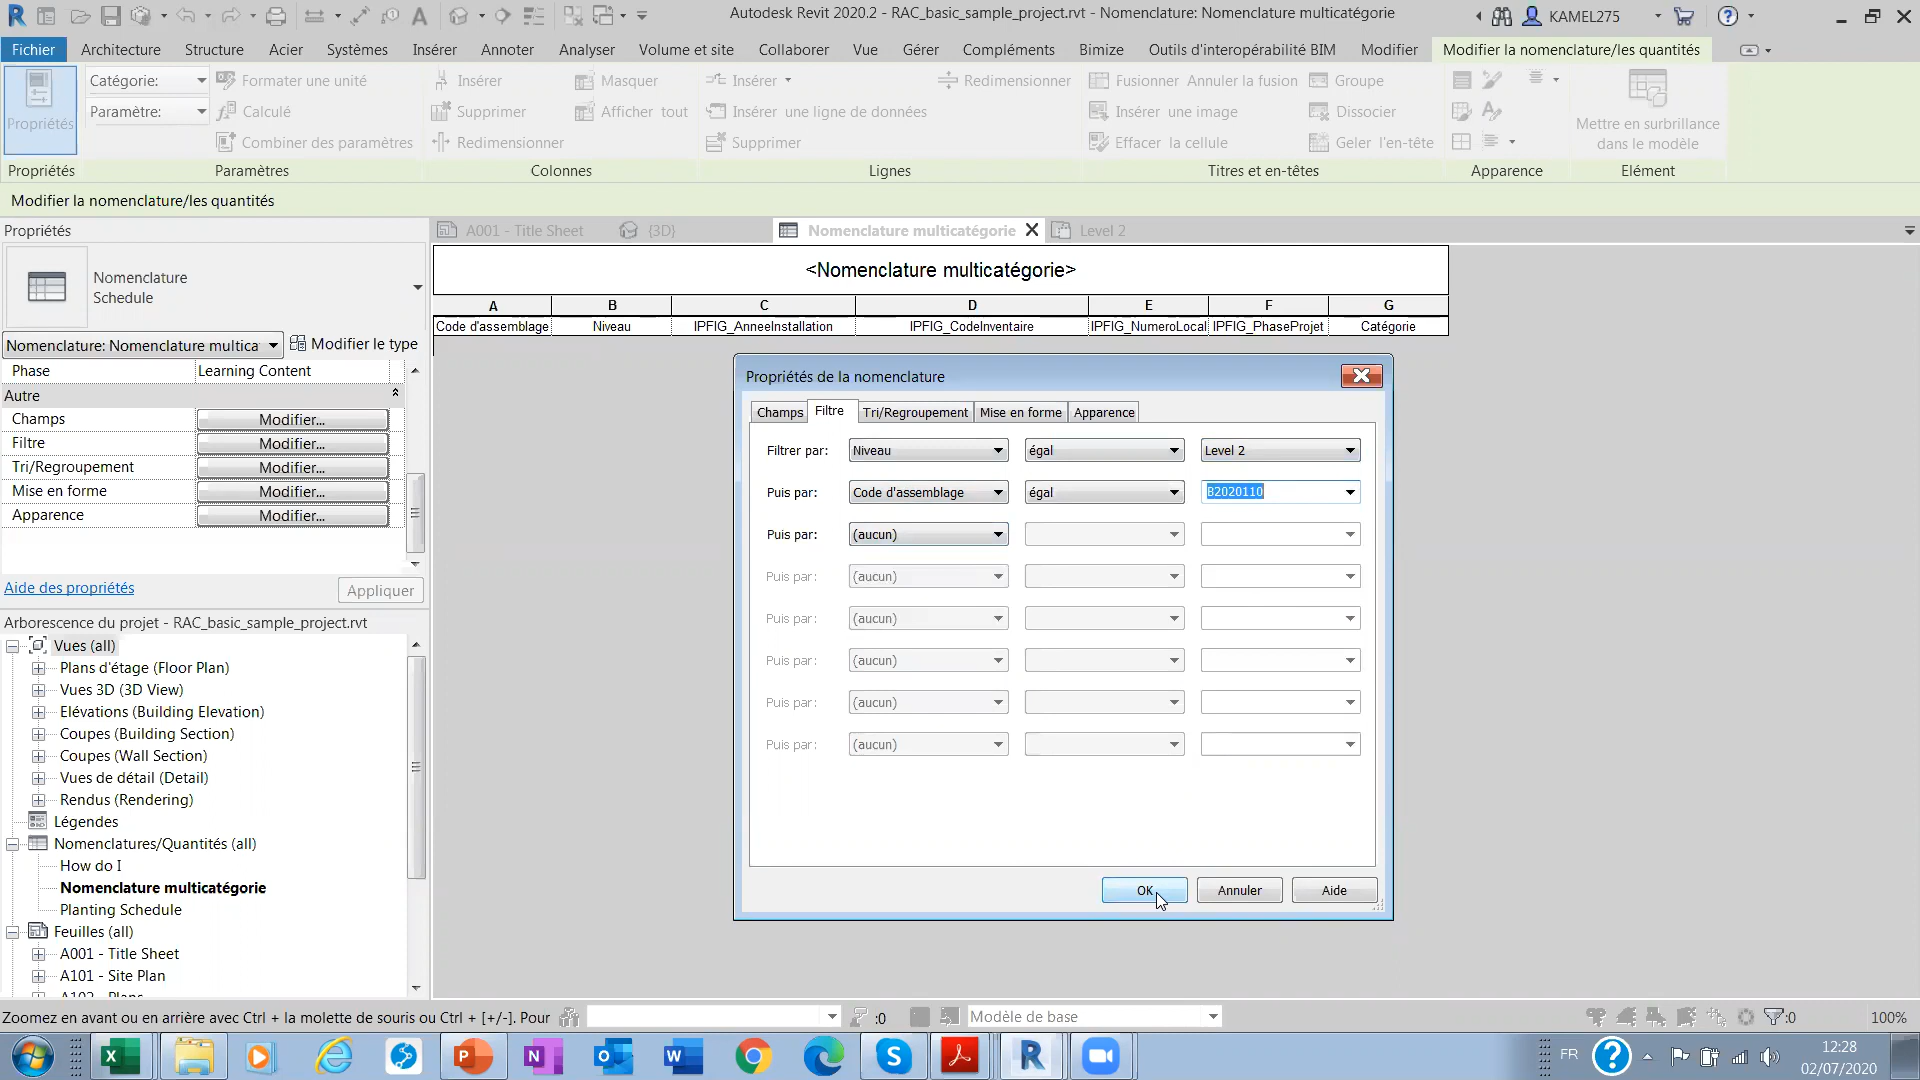 Autodesk Revit 2020.2 - RAC_basic_sample_project.rvt - Nomenclature: Nomenclature multicatégorie
KAMEL275
Fichier Architecture Structure Acier Systèmes Insérer Annoter Analyser Volume et site Collaborer Vue Gérer Compléments Bimize Outils d'interopérabilité BIM Modifier Modifier la nomenclature/les quantités
Catégorie: Formater une unité Insérer Masquer Insérer Redimensionner Fusionner Annuler la fusion Groupe
Propriétés Paramètre: Calculé Supprimer Afficher tout Insérer une ligne de données Insérer une image Dissocier Mettre en surbrillance
Combiner des paramètres Redimensionner Supprimer Effacer la cellule Geler l'en-tête dans le modèle
Propriétés Paramètres Colonnes Lignes Titres et en-têtes Apparence Elément
Modifier la nomenclature/les quantités
Propriétés
A001 - Title Sheet {3D} Nomenclature multicatégorie Level 2
Nomenclature
Schedule
Nomenclature: Nomenclature multica Modifier le type
Phase Learning Content
Autre
Champs Modifier...
Filtre Modifier...
Tri/Regroupement Modifier...
Mise en forme Modifier...
Apparence Modifier...
Aide des propriétés Appliquer
Arborescence du projet - RAC_basic_sample_project.rvt
Vues (all)
Plans d'étage (Floor Plan)
Vues 3D (3D View)
Elévations (Building Elevation)
Coupes (Building Section)
Coupes (Wall Section)
Vues de détail (Detail)
Rendus (Rendering)
Légendes
Nomenclatures/Quantités (all)
How do I
Nomenclature multicatégorie
Planting Schedule
Feuilles (all)
A001 - Title Sheet
A101 - Site Plan
A102 - Plans
<Nomenclature multicatégorie>
A B C D E F G
Code d'assemblage Niveau IPFIG_AnneeInstallation IPFIG_CodeInventaire IPFIG_NumeroLocal IPFIG_PhaseProjet Catégorie
Propriétés de la nomenclature
Champs Filtre Tri/Regroupement Mise en forme Apparence
Filtrer par: Niveau égal Level 2
Puis par: Code d'assemblage égal B2020110
Puis par: (aucun)
Puis par: (aucun)
Puis par: (aucun)
Puis par: (aucun)
Puis par: (aucun)
Puis par: (aucun)
OK Annuler Aide
Zoomez en avant ou en arrière avec Ctrl + la molette de souris ou Ctrl + [+/-]. Pour :0 Modèle de base :0 100%
FR 12:28
02/07/2020